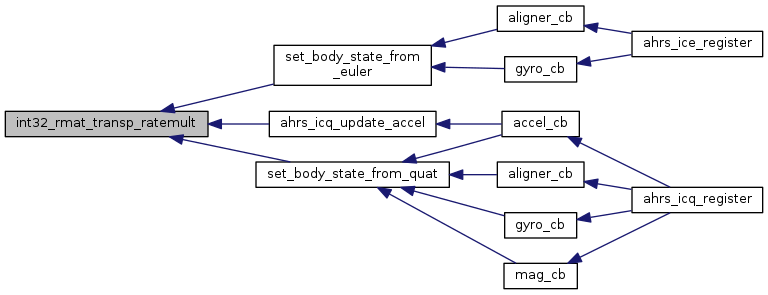 int32_rmat_transp_ratemult
set_body_state_from
_euler
aligner_cb
gyro_cb
ahrs_ice_register
ahrs_icq_update_accel
accel_cb
set_body_state_from_quat
aligner_cb
gyro_cb
mag_cb
ahrs_icq_register